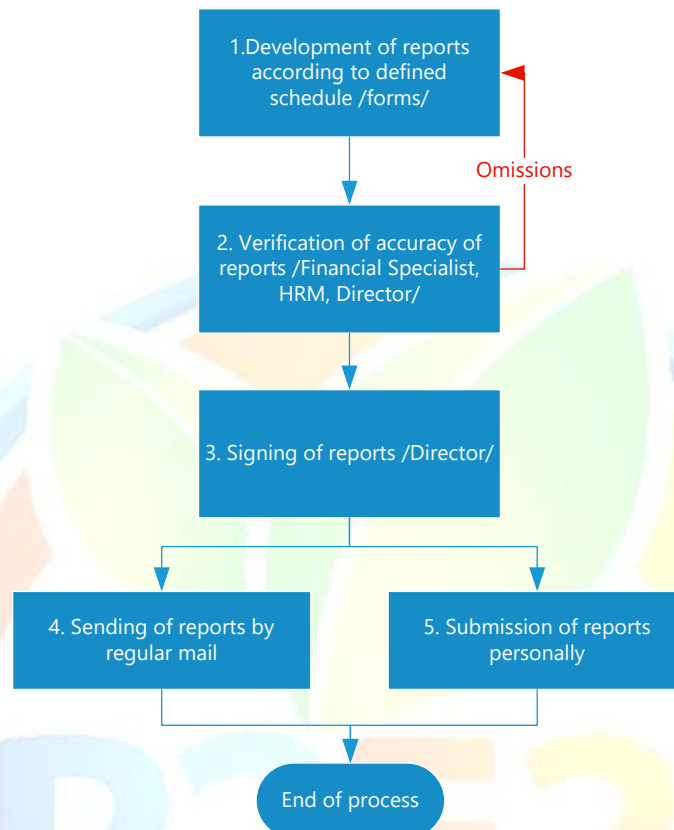 1.Development of reports
according to defined
schedule /forms/
Omissions
2. Verification of accuracy of
reports /Financial Specialist,
HRM, Director/
3. Signing of reports /Director/
4. Sending of reports by
regular mail
5. Submission of reports
personally
End of process